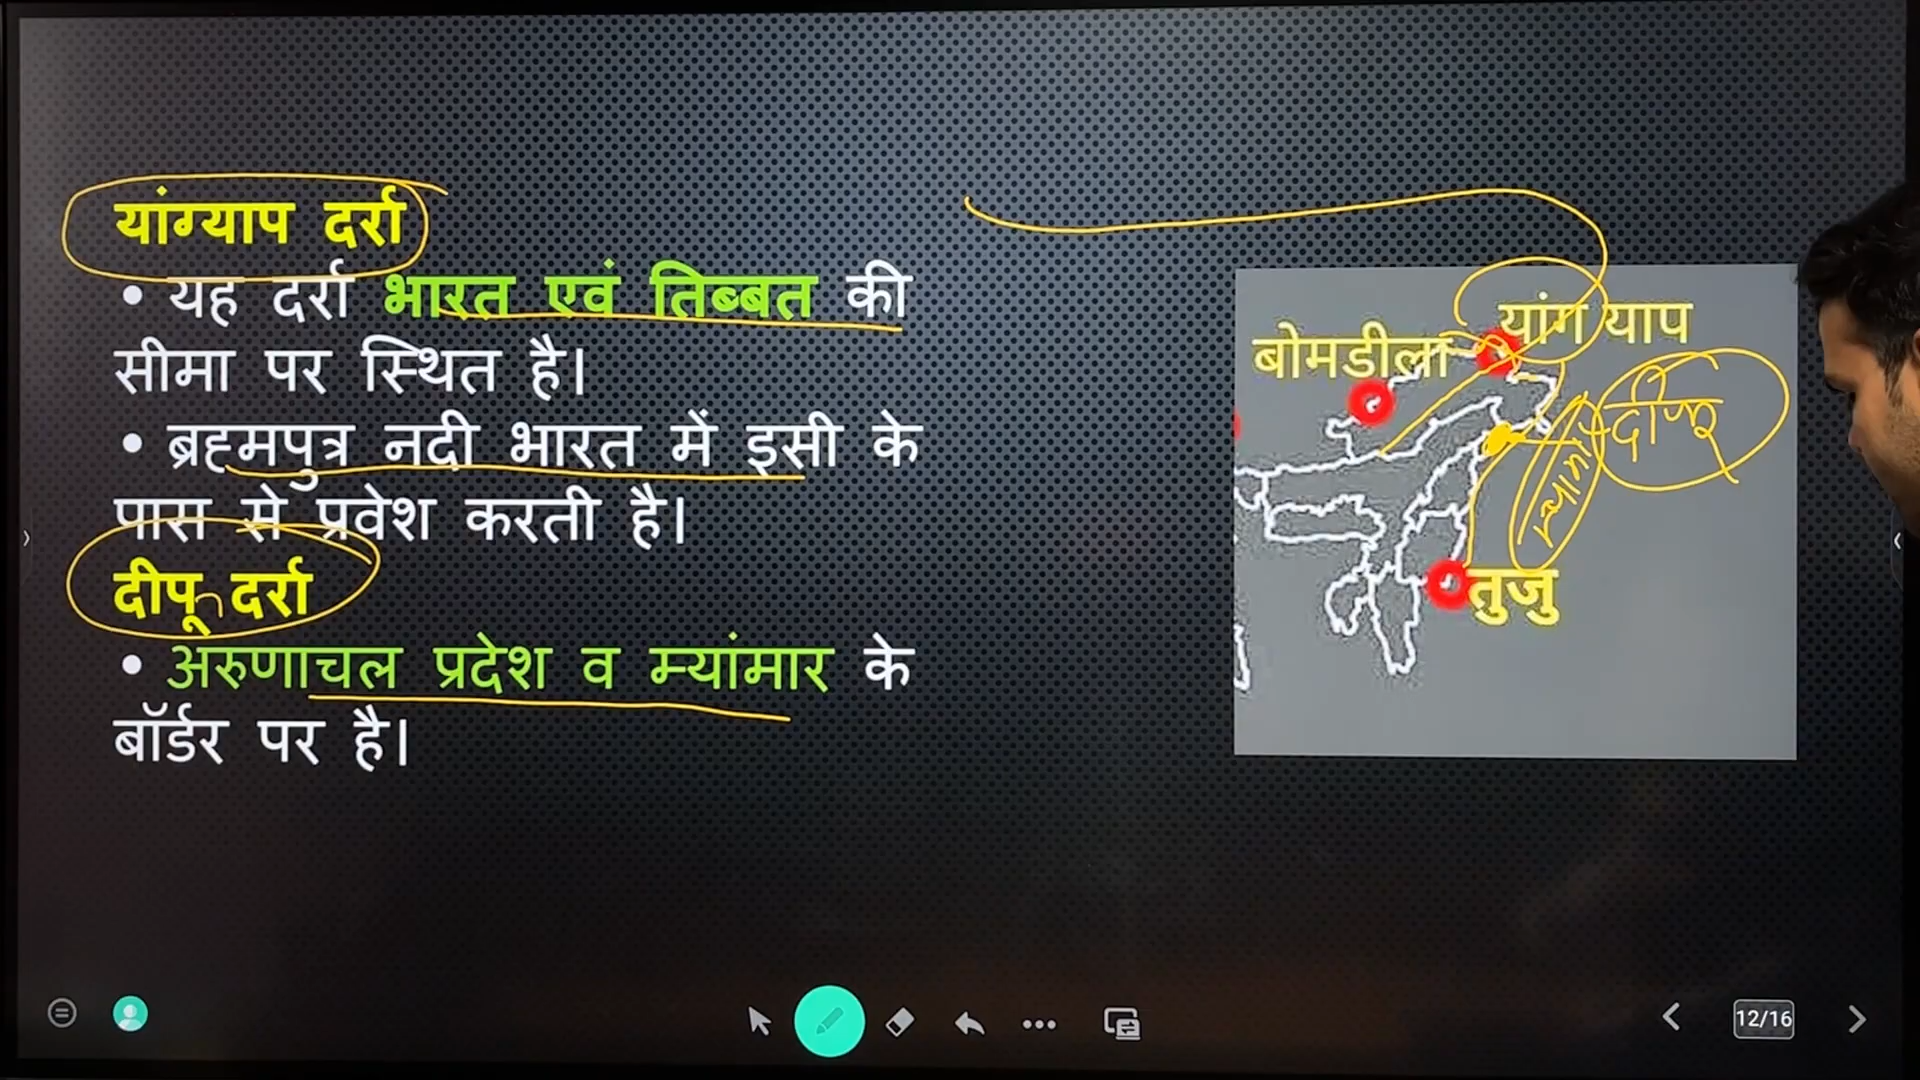 यांग्याप दर्रा
• यह दर्रा भारत एवं तिब्बत की
सीमा पर स्थित है।
• ब्रह्मपुत्र नदी भारत में इसी के
पास से प्रवेश करती है।
दीपू दर्रा
• अरुणाचल प्रदेश व म्यांमार के
बॉर्डर पर है।
यांग याप
बोमडीला
दीपू
तुजु
12/16